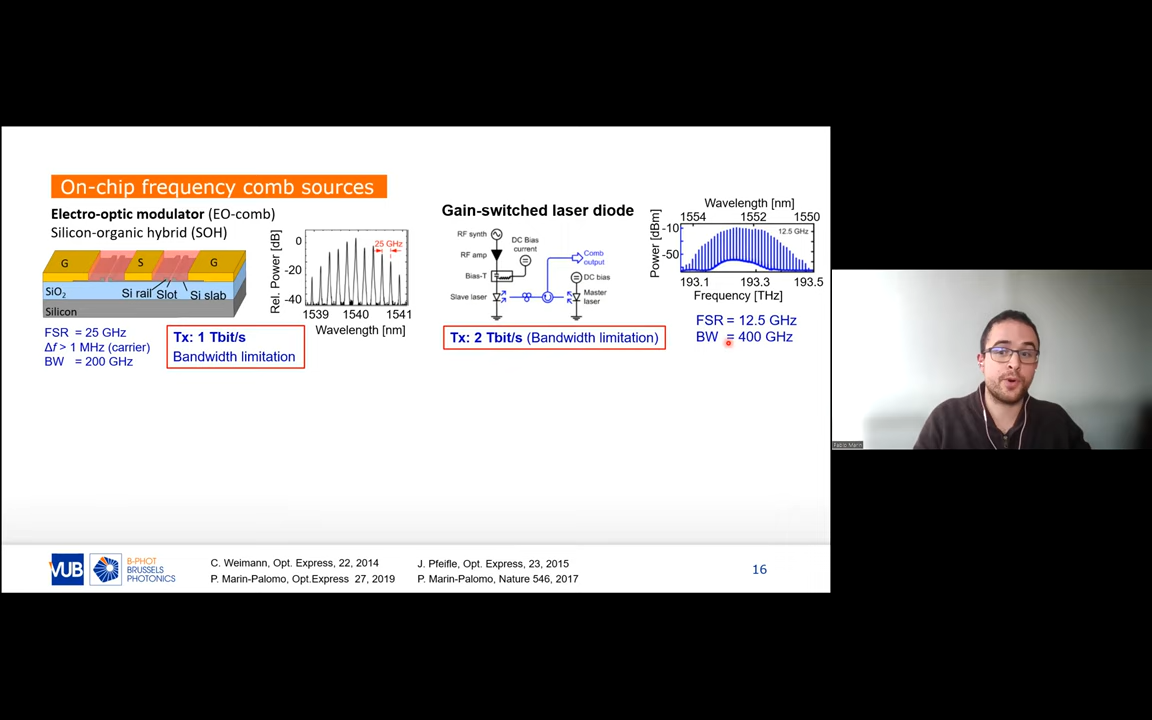 On-chip frequency comb sources
Electro-optic modulator (EO-comb)
Silicon-organic hybrid (SOH)
G
S
G
SiO2
Si rail
Slot
Si slab
Silicon
FSR = 25 GHz
Δf > 1 MHz (carrier)
BW = 200 GHz
Tx: 1 Tbit/s
Bandwidth limitation
Rel. Power [dB]
0
-20
-40
25 GHz
1539
1540
1541
Wavelength [nm]
Gain-switched laser diode
RF synth
RF amp
Bias-T
Slave laser
DC Bias
current
Comb
output
DC bias
Master
laser
Tx: 2 Tbit/s (Bandwidth limitation)
Wavelength [nm]
1554
1552
1550
Power [dBm]
-10
-50
12.5 GHz
193.1
193.3
193.5
Frequency [THz]
FSR = 12.5 GHz
BW = 400 GHz
VUB
B-PHOT
BRUSSELS
PHOTONICS
C. Weimann, Opt. Express, 22, 2014
P. Marin-Palomo, Opt.Express 27, 2019
J. Pfeifle, Opt. Express, 23, 2015
P. Marin-Palomo, Nature 546, 2017
16